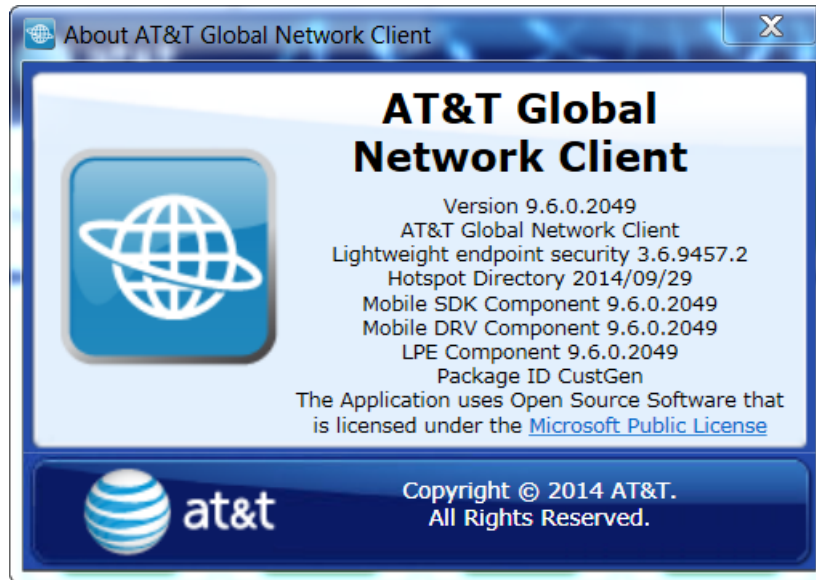 About AT&T Global Network Client
AT&T Global
Network Client
Version 9.6.0.2049
AT&T Global Network Client
Lightweight endpoint security 3.6.9457.2
Hotspot Directory 2014/09/29
Mobile SDK Component 9.6.0.2049
Mobile DRV Component 9.6.0.2049
LPE Component 9.6.0.2049
Package ID CustGen
The Application uses Open Source Software that
is licensed under the Microsoft Public License
at&t
Copyright © 2014 AT&T.
All Rights Reserved.